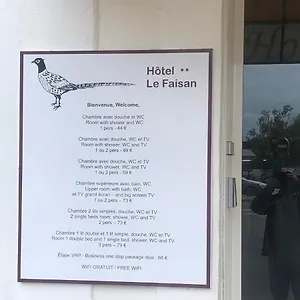 Hôtel **
Le Faisan
Bienvenue, Welcome,
Chambre avec douche et WC
Room with shower and WC
1 pers - 44 €
Chambre avec douche, WC et TV
Room with shower, WC and TV
1 ou 2 pers - 49 €
Chambre avec douche, WC et TV
Room with shower, WC and TV
1 ou 2 pers - 59 €
Chambre supérieure avec bain, WC
Upper room with bath, WC
et TV grand écran - and big screen TV
1 ou 2 pers - 73 €
Chambre 2 lits simples, douche, WC et TV
2 single beds room, shower, WC and TV
2 pers - 73 €
Chambre 1 lit double et 1 lit simple, douche, WC et TV
Room 1 double bed and 1 single bed, shower, WC and TV
3 pers - 79 €
Etape VRP - Business one stop package deal 68 €
WIFI GRATUIT / FREE WIFI